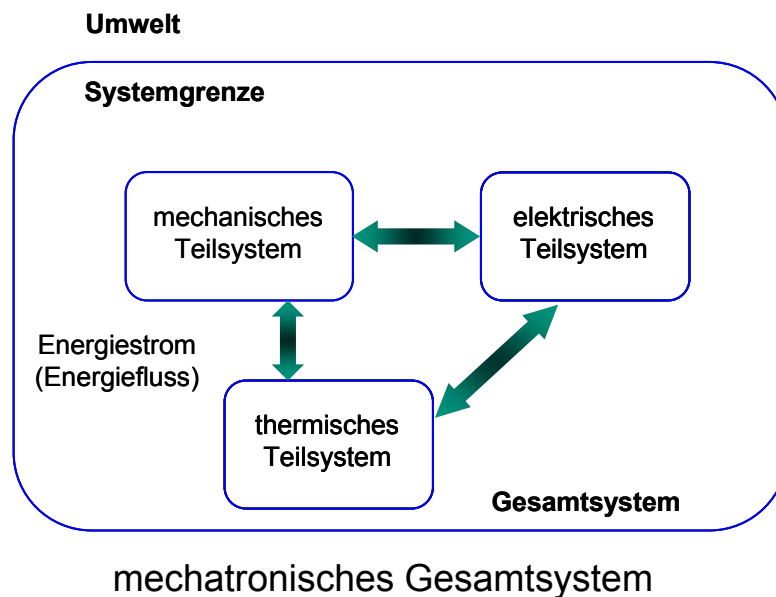 Umwelt
Systemgrenze
mechanisches
Teilsystem
elektrisches
Teilsystem
Energiestrom
(Energiefluss)
thermisches
Teilsystem
Gesamtsystem
mechatronisches Gesamtsystem